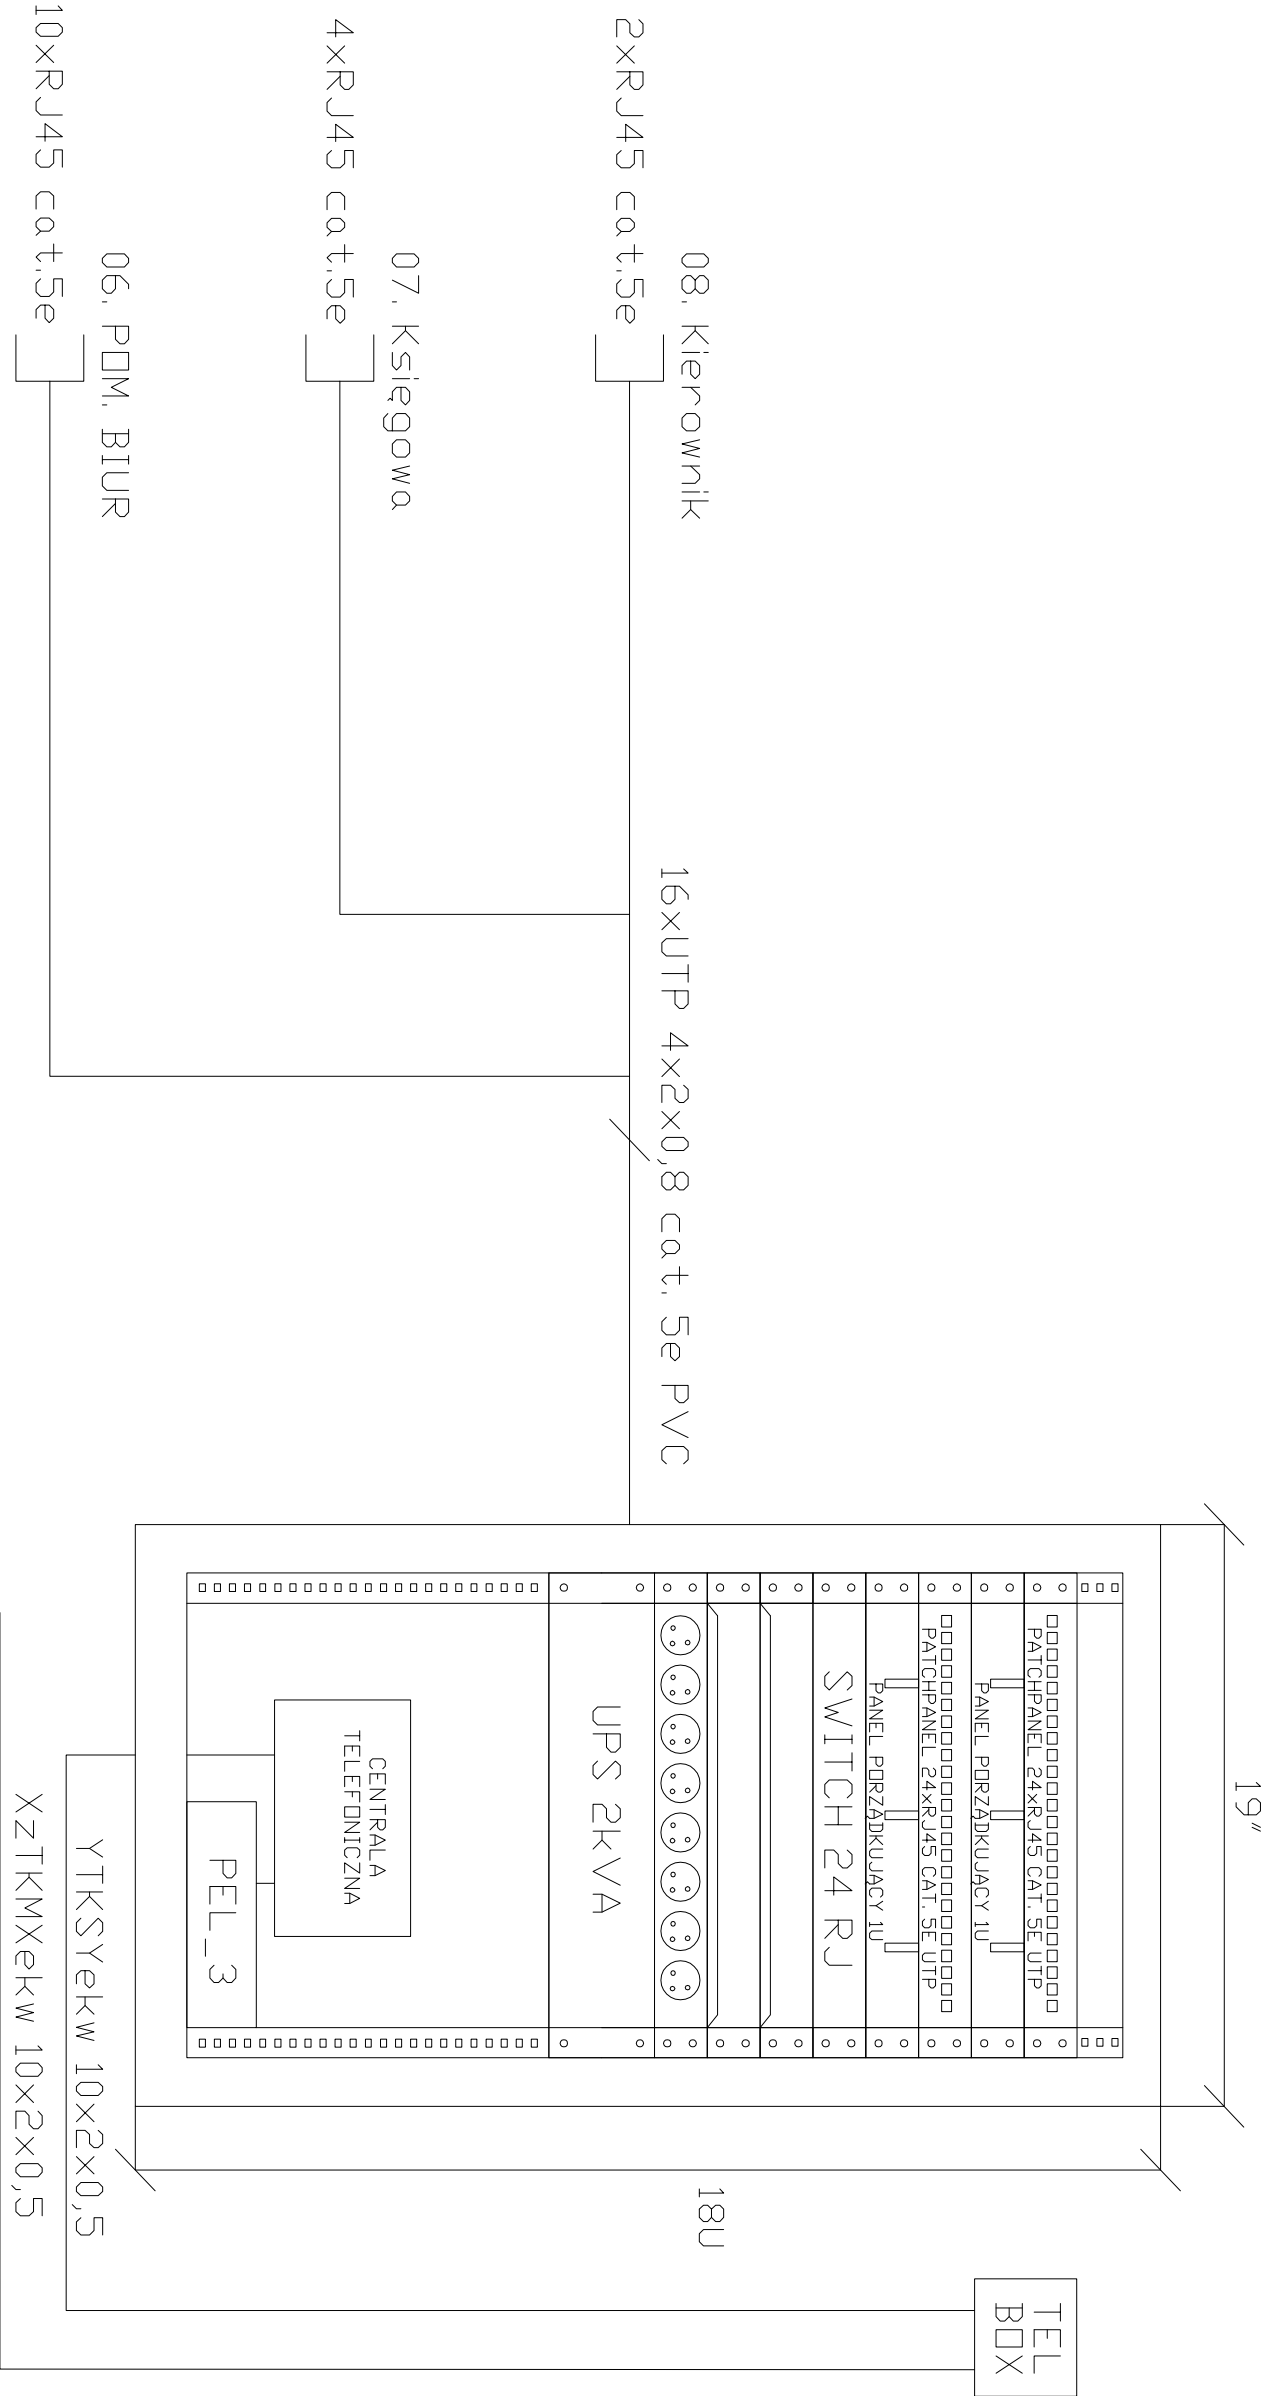 19"
TEL
BOX
18U
PATCHPANEL 24xRJ45 CAT. 5E UTP
PANEL PORZĄDKUJĄCY 1U
PATCHPANEL 24xRJ45 CAT. 5E UTP
PANEL PORZĄDKUJĄCY 1U
SWITCH 24 RJ
UPS 2kVA
CENTRALA
TELEFONICZNA
PEL_3
YTKSYekw 10x2x0,5
XzTKMXekw 10x2x0,5
16xUTP 4x2x0,8 cat. 5e PVC
08. Kierownik
2xRJ45 cat.5e
07. Księgowa
4xRJ45 cat.5e
06. POM. BIUR
10xRJ45 cat.5e